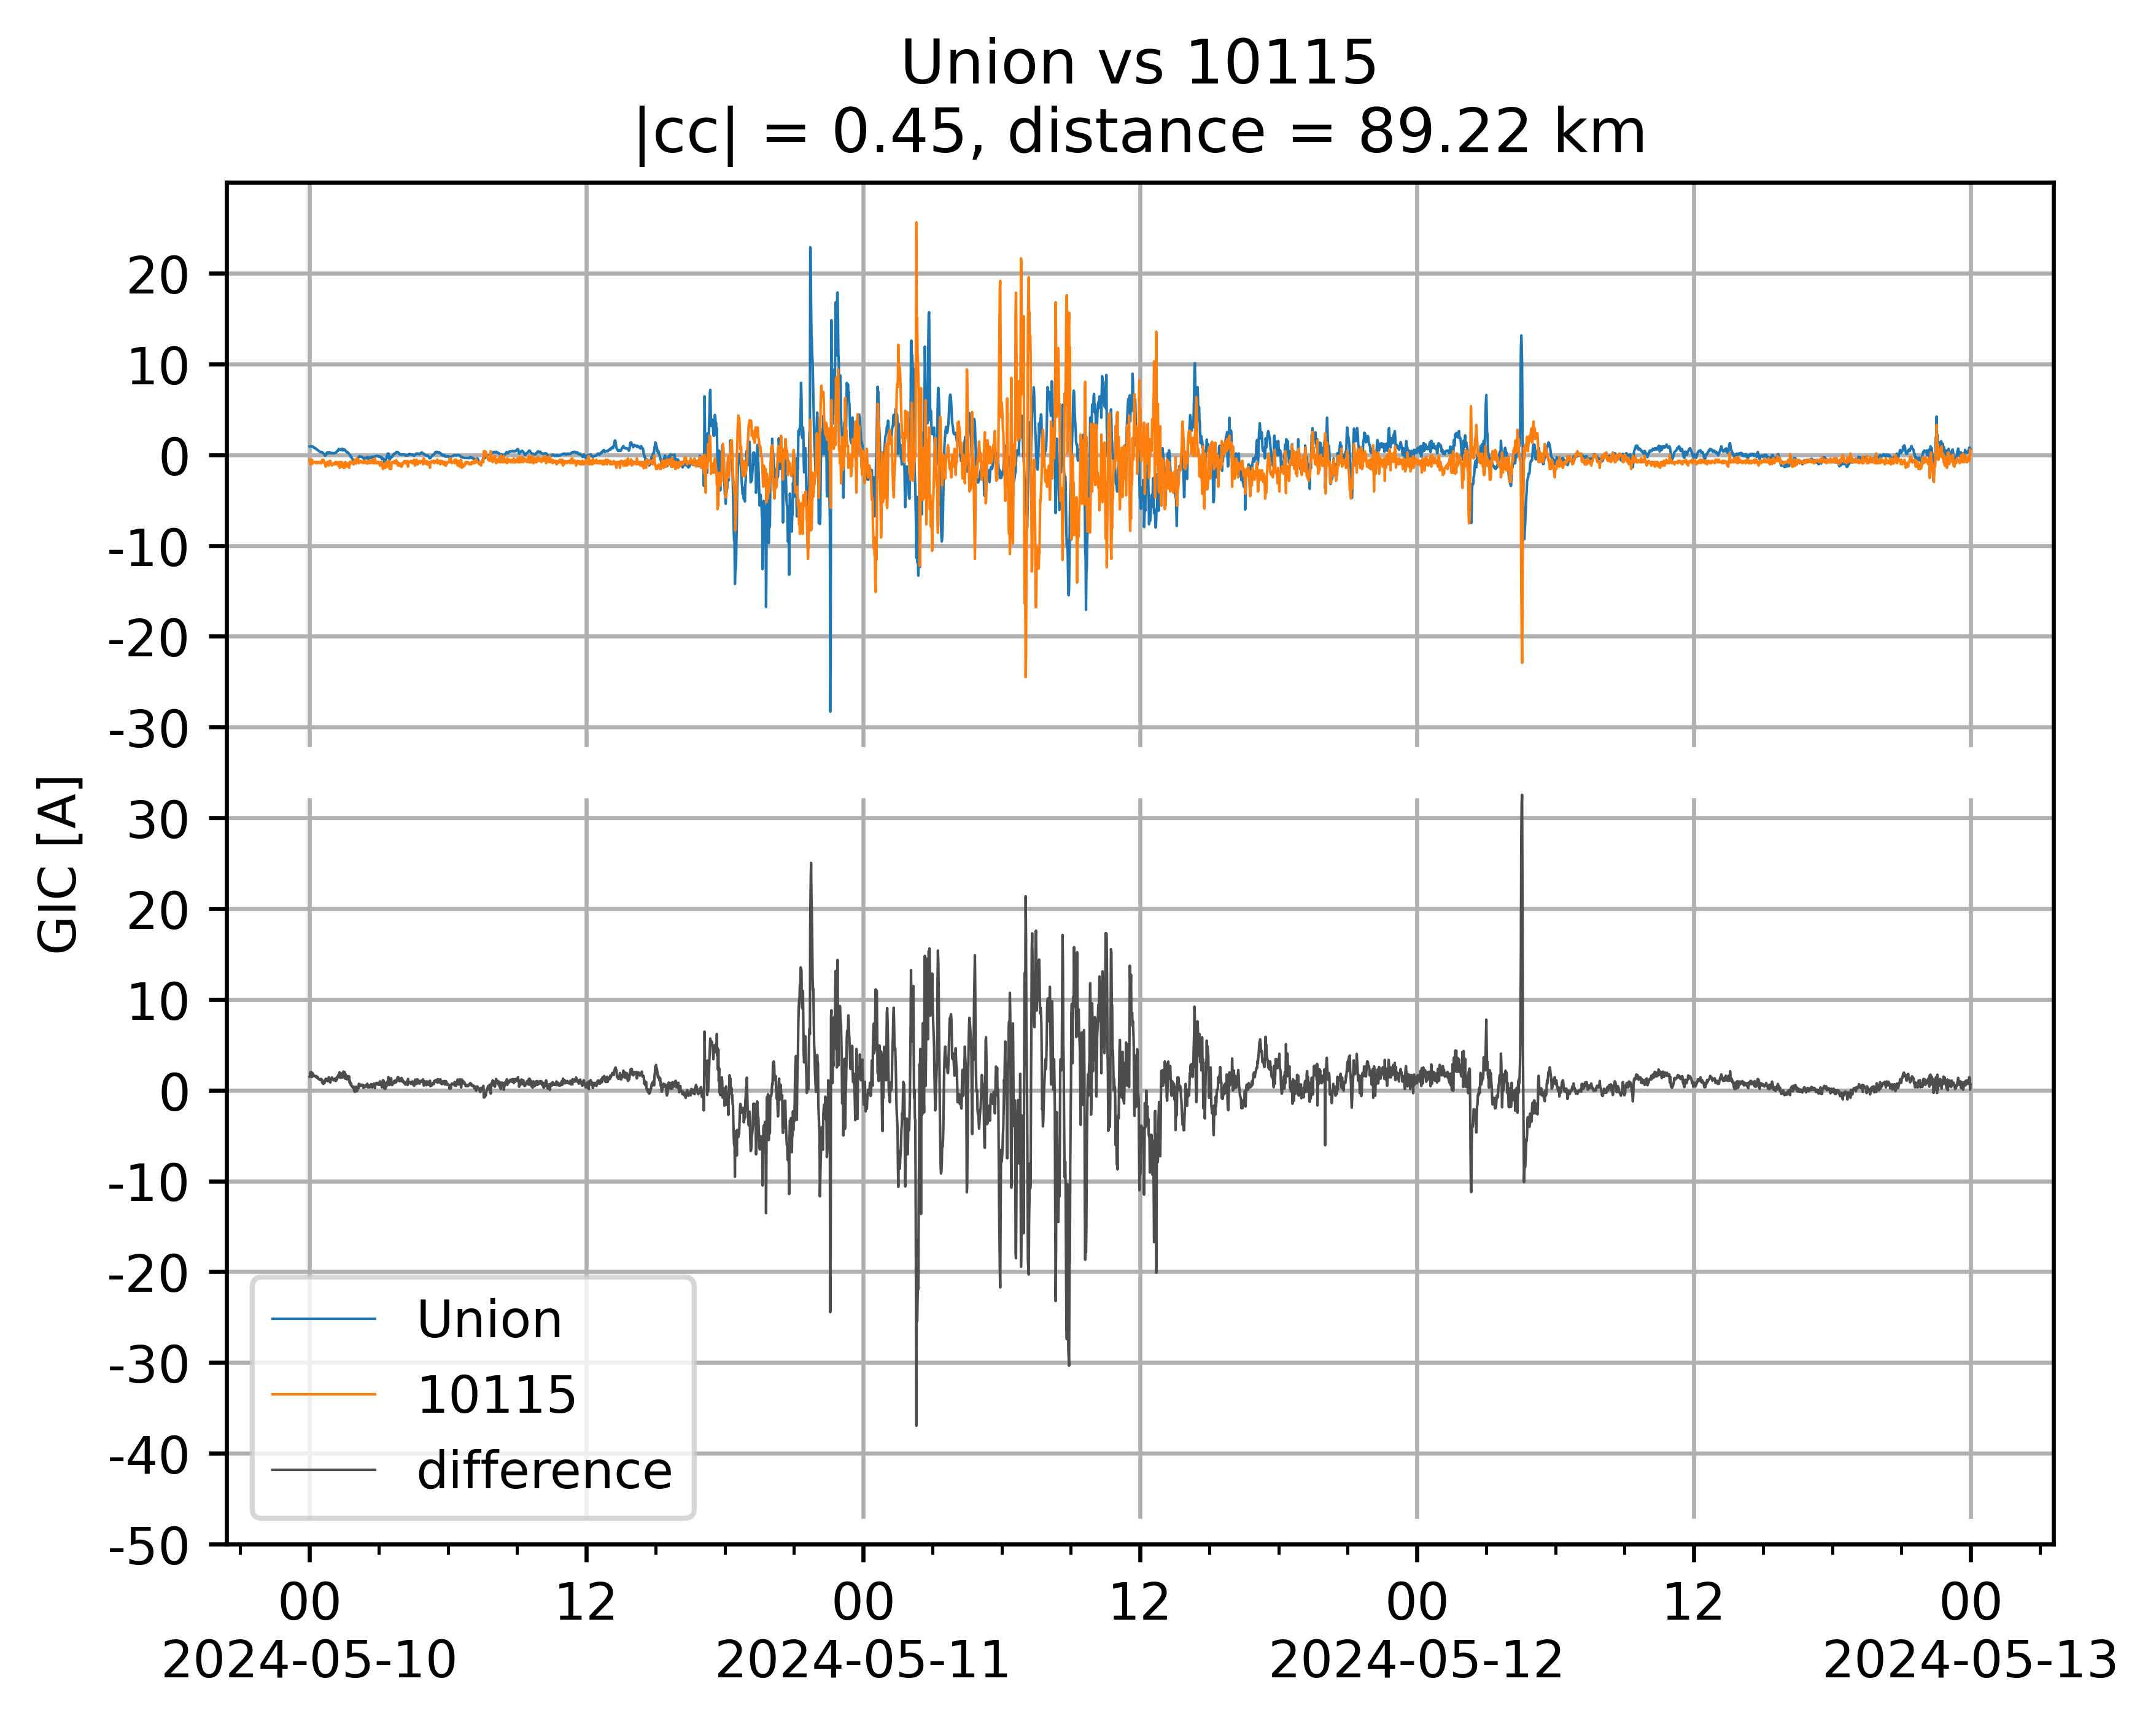 Union vs 10115
|cc| = 0.45, distance = 89.22 km
GIC [A]
20
10
0
-10
-20
-30
30
20
10
0
-10
-20
-30
-40
-50
Union
10115
difference
00 12 00 12 00 12 00
2024-05-10 2024-05-11 2024-05-12 2024-05-13